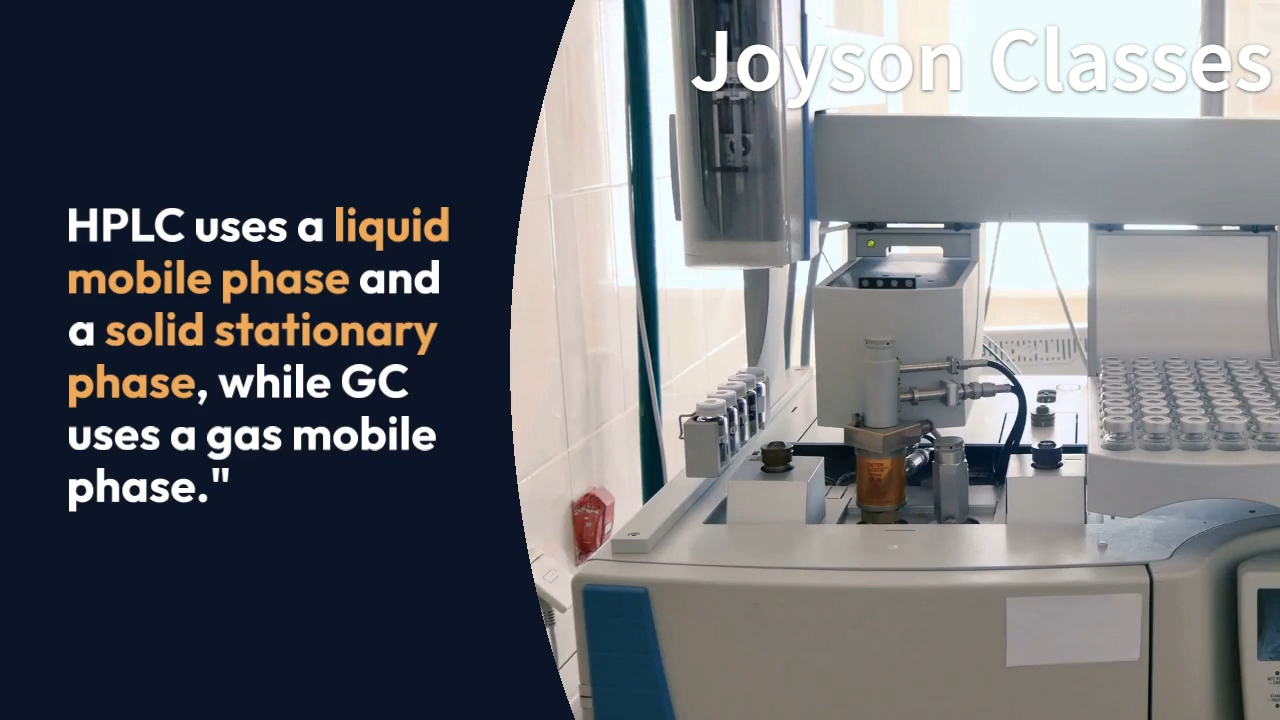 Joyson Classes
HPLC uses a liquid
mobile phase and
a solid stationary
phase, while GC
uses a gas mobile
phase."